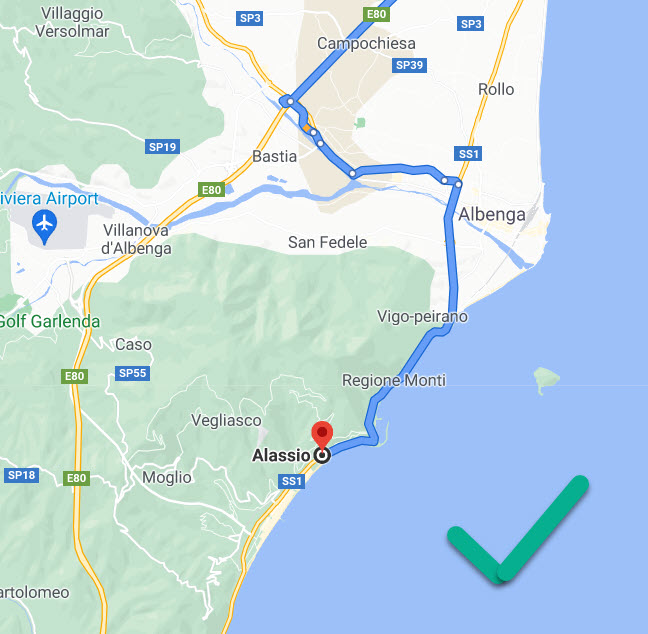 Villaggio
Versolmar
SP3
E80
SP3
Campochiesa
SP39
Rollo
SP19
Bastia
SS1
E80
iviera Airport
Albenga
Villanova
d'Albenga
San Fedele
Golf Garlenda
Vigo-peirano
Caso
SP55
E80
Regione Monti
Vegliasco
Alassio
SP18
E80
Moglio
SS1
artolomeo